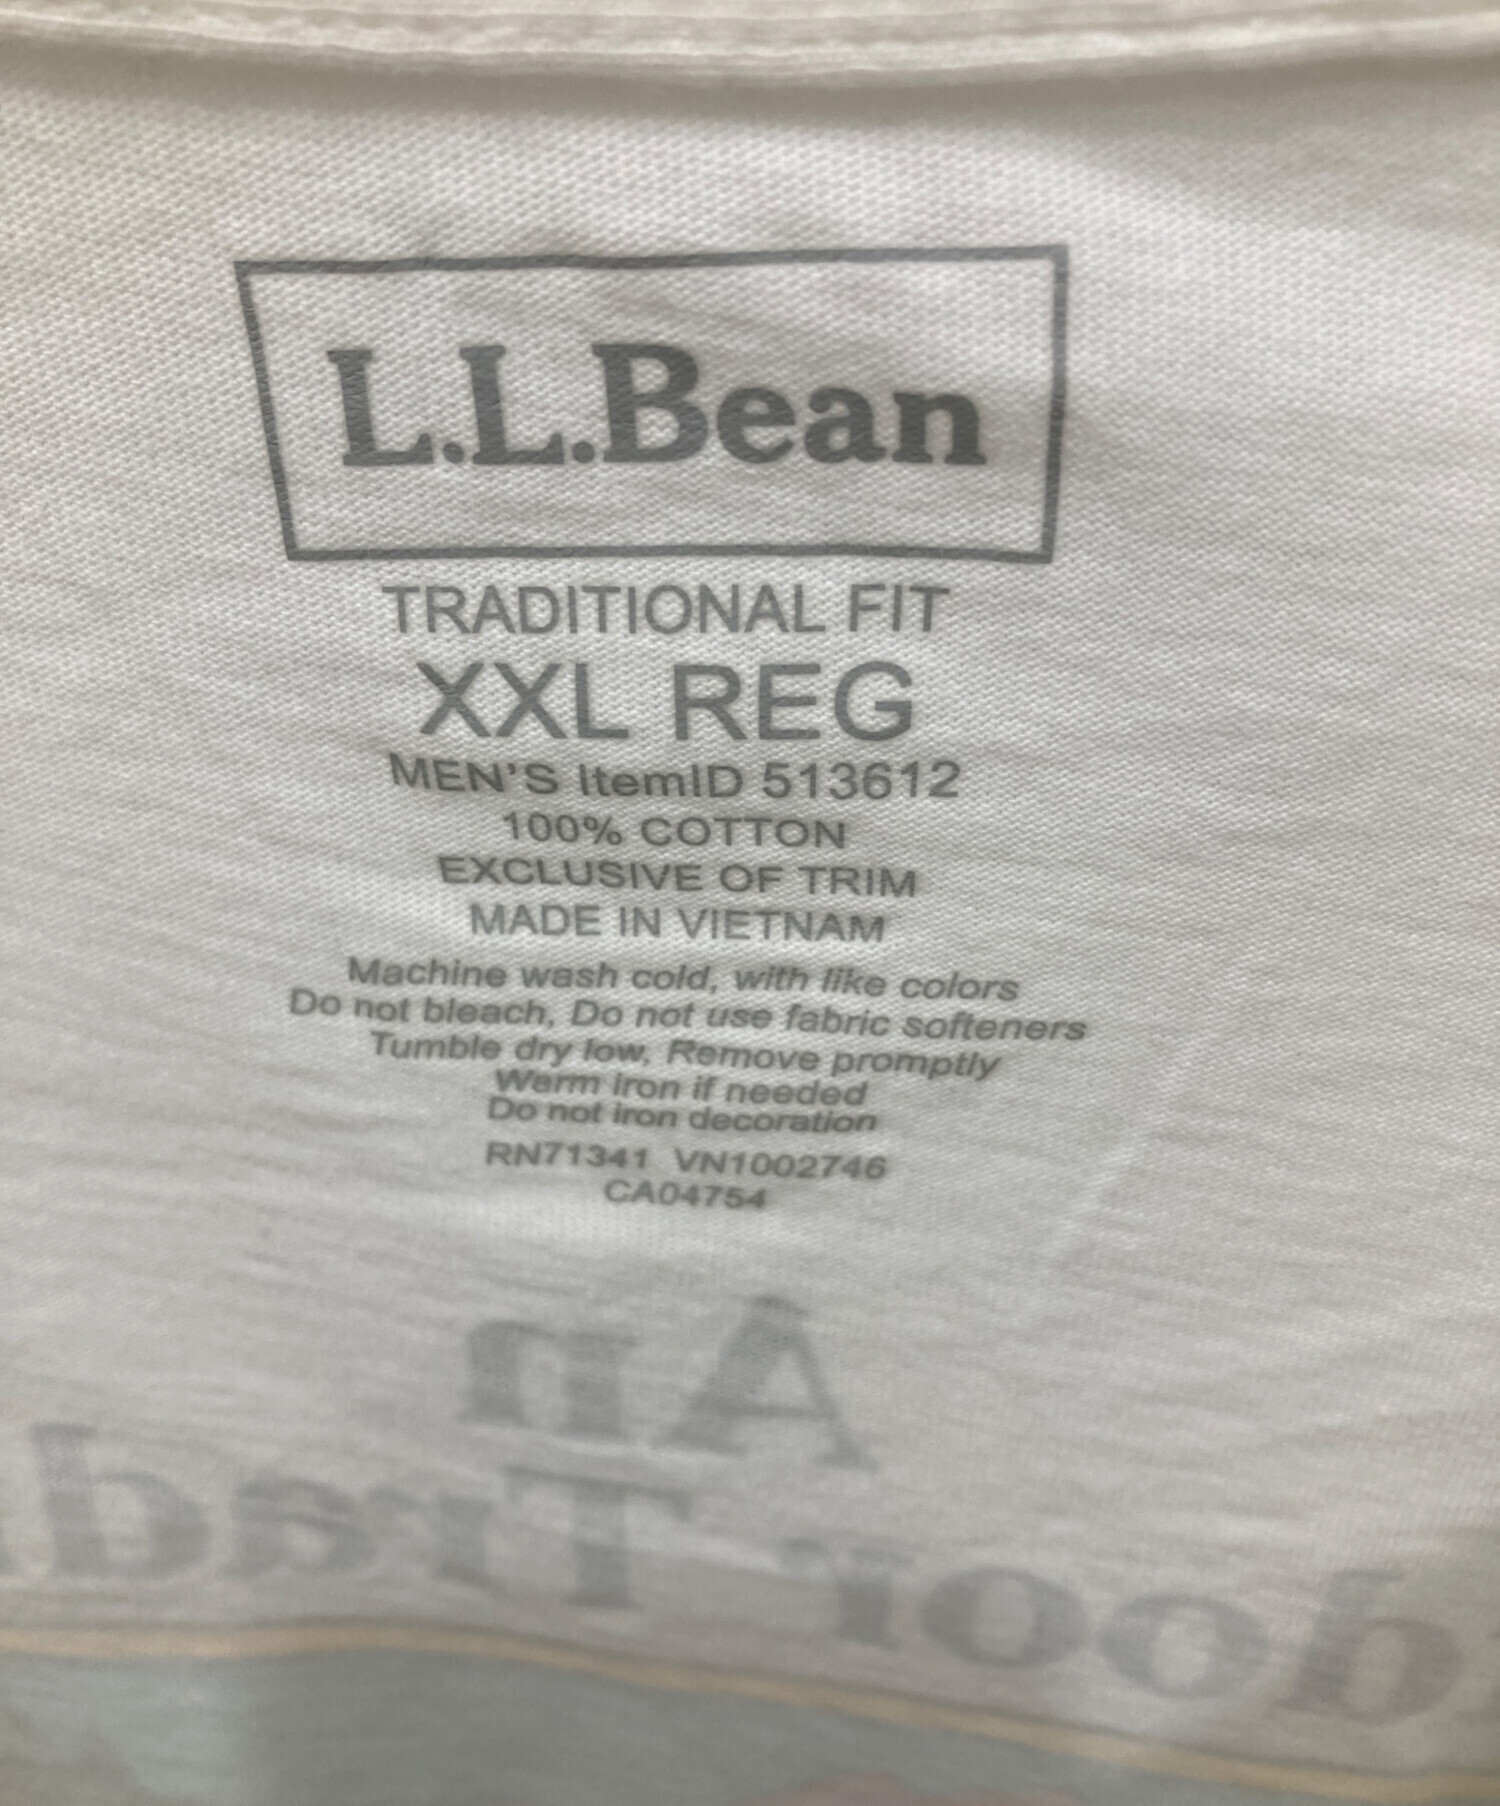 L.L.Bean
TRADITIONAL FIT
XXL REG
MEN'S ItemID 513612
100% COTTON
EXCLUSIVE OF TRIM
MADE IN VIETNAM
Machine wash cold, with like colors
Do not bleach, Do not use fabric softeners
Tumble dry low, Remove promptly
Warm iron if needed
Do not iron decoration
RN71341 VN1002746
CA04754
An